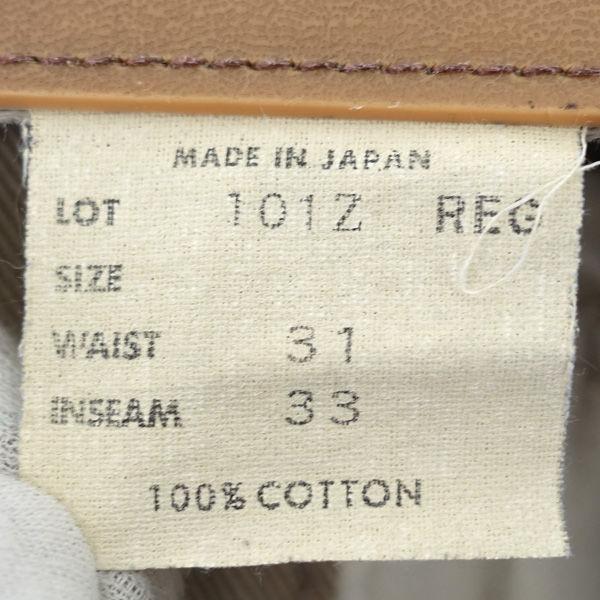 MADE IN JAPAN
LOT 101Z REG
SIZE
WAIST 31
INSEAM 33
100% COTTON